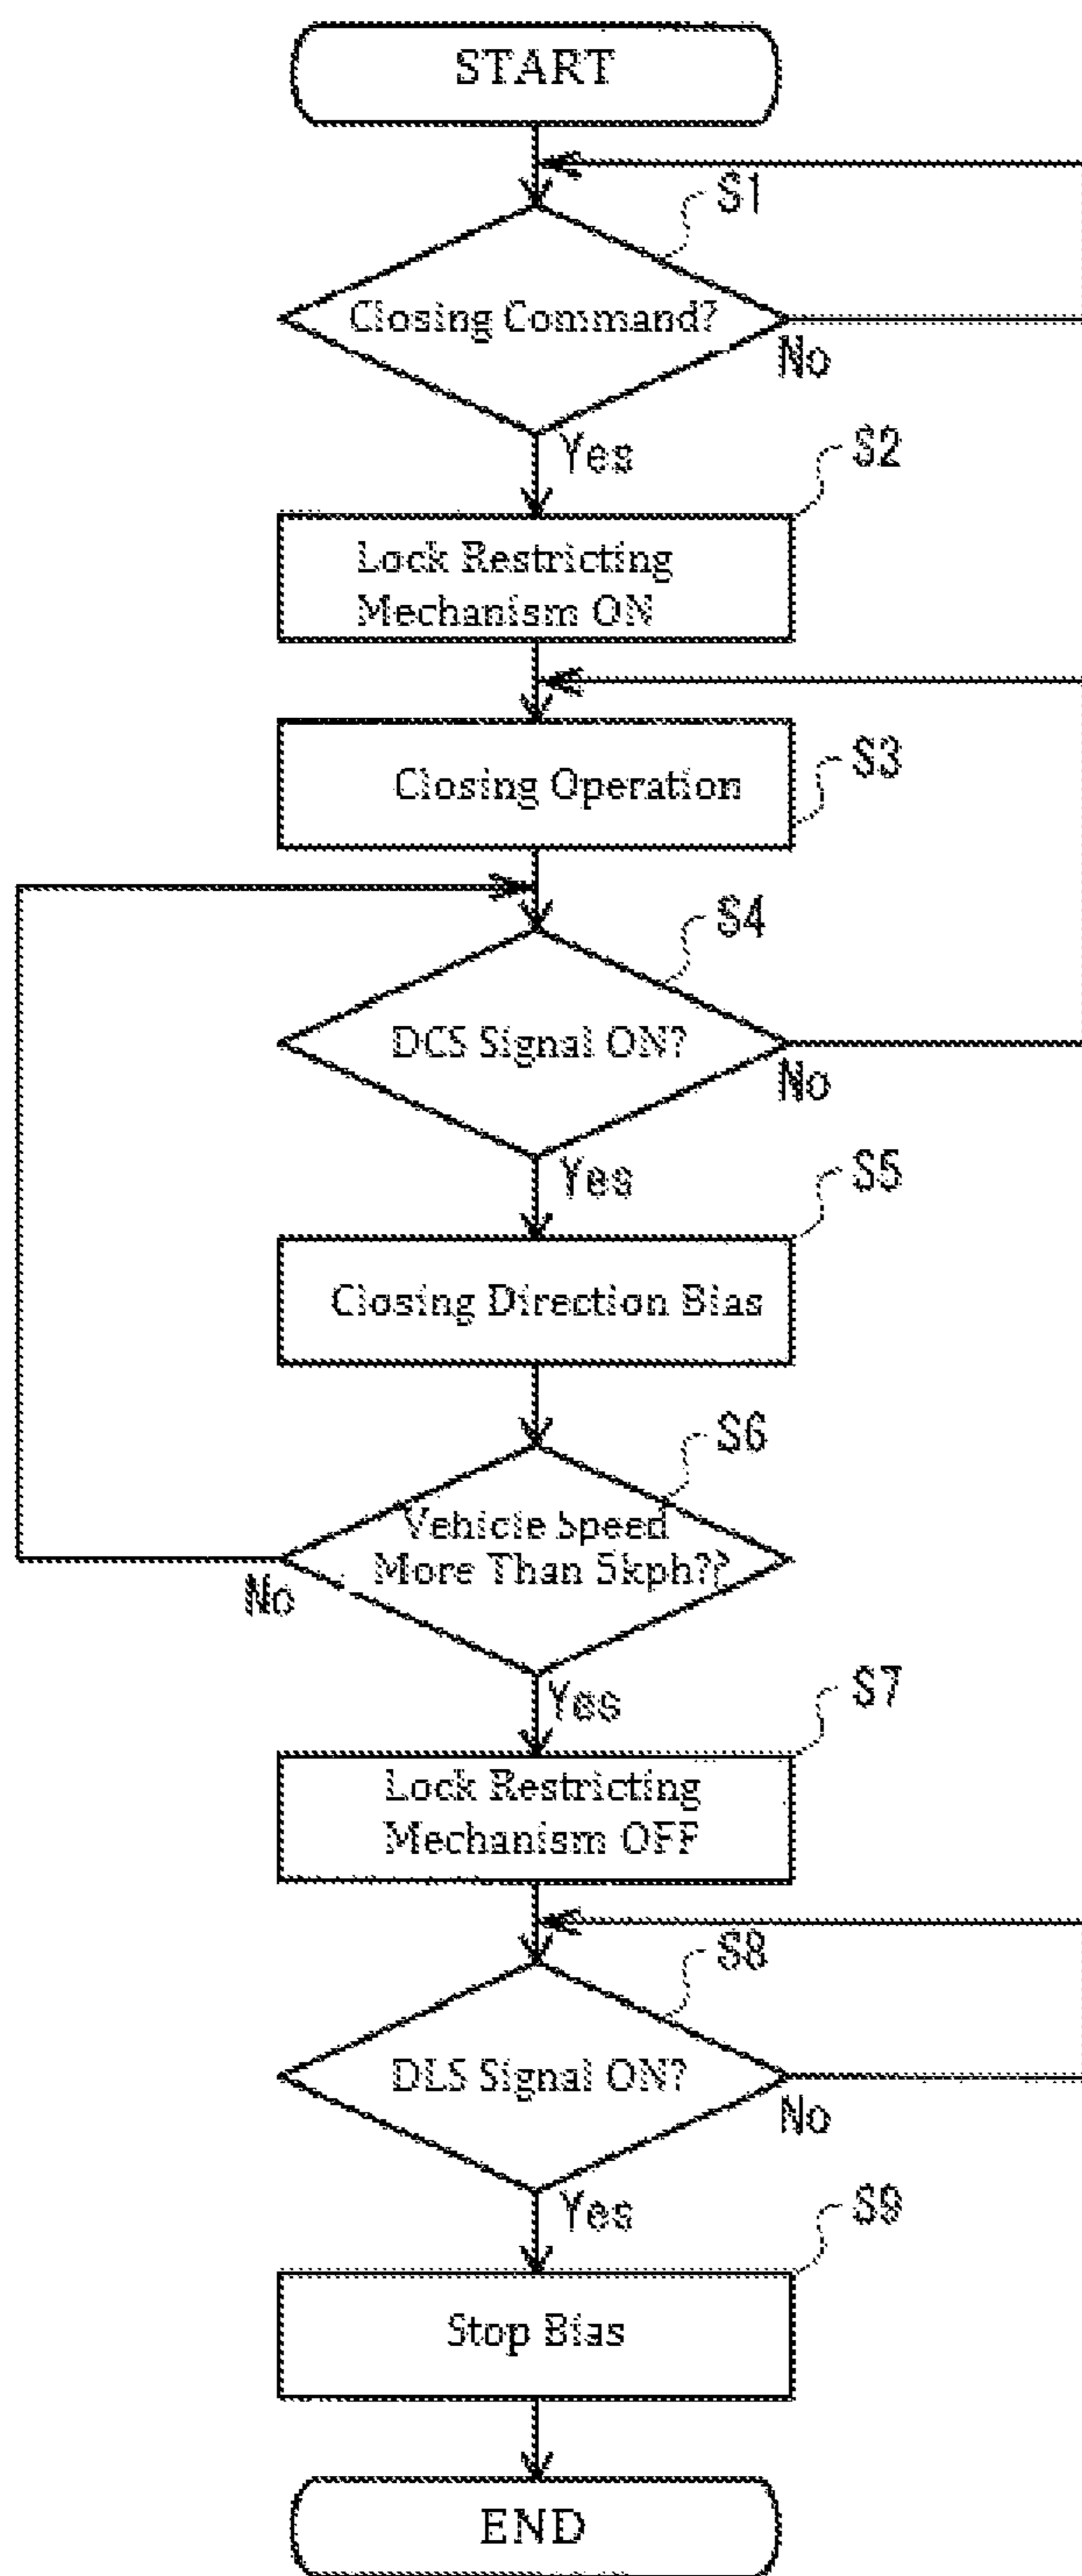 START
S1
Closing Command?
No
Yes
S2
Lock Restricting
Mechanism ON
S3
Closing Operation
S4
DCS Signal ON?
No
Yes
S5
Closing Direction Bias
S6
Vehicle Speed
More Than 5kph??
No
Yes
S7
Lock Restricting
Mechanism OFF
S8
DLS Signal ON?
No
Yes
S9
Stop Bias
END